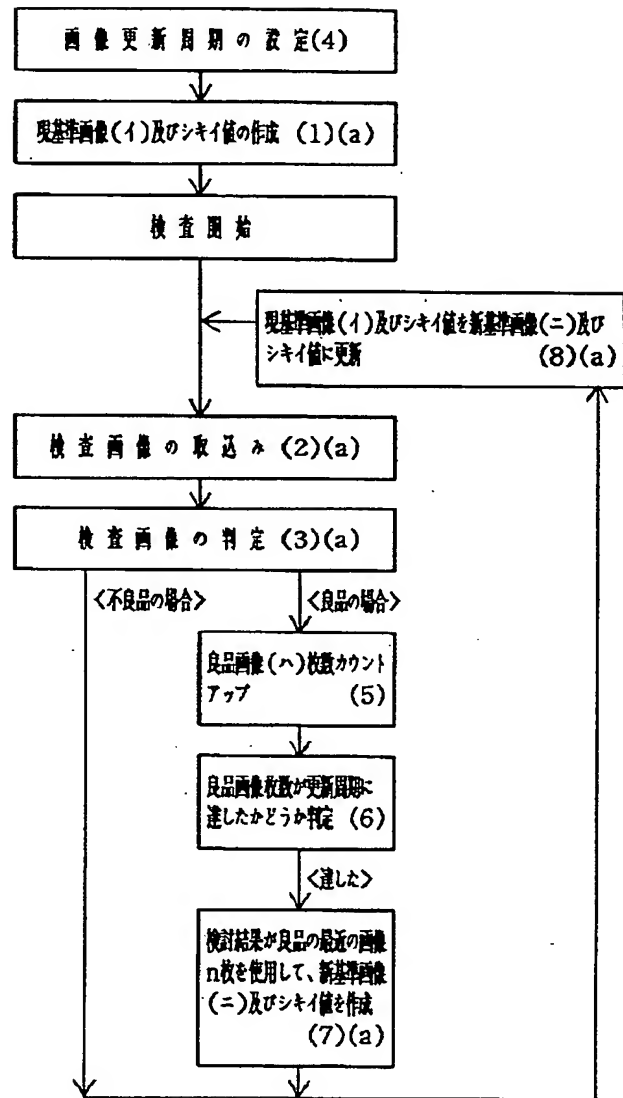 画像更新周期の設定(4)
現基準画像(イ)及びシキイ値の作成 (1)(a)
検査開始
現基準画像(イ)及びシキイ値を新基準画像(ニ)及び
シキイ値に更新 (8)(a)
検査画像の取込み(2)(a)
検査画像の判定(3)(a)
<不良品の場合>
<良品の場合>
良品画像(ハ)枚数カウント
アップ (5)
良品画像枚数が更新周期に
達したかどうか判定 (6)
<達した>
検討結果が良品の最近の画像
n枚を使用して、新基準画像
(ニ)及びシキイ値を作成
(7)(a)